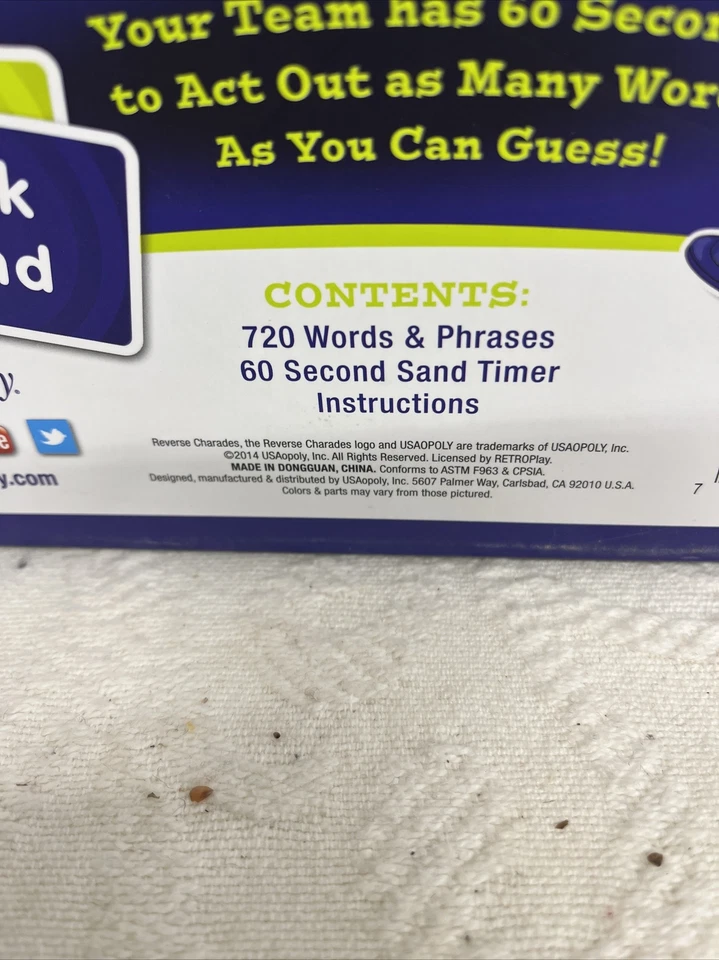 Your Team has 60
to Act Out as Many
As You Can Guess!
CONTENTS:
720 Words & Phrases
60 Second Sand Timer
Instructions
Reverse Charades, the Reverse Charades logo and USAOPOLY are trademarks of USAOPOLY, Inc.
©2014 USAopoly, Inc. All Rights Reserved. Licensed by RETROPlay.
MADE IN DONGGUAN, CHINA. Conforms to ASTM F963 & CPSIA.
Designed, manufactured & distributed by USAopoly, Inc. 5607 Palmer Way, Carlsbad, CA 92010 U.S.A.
Colors & parts may vary from those pictured.
k
nd
y.
e
y.com
7